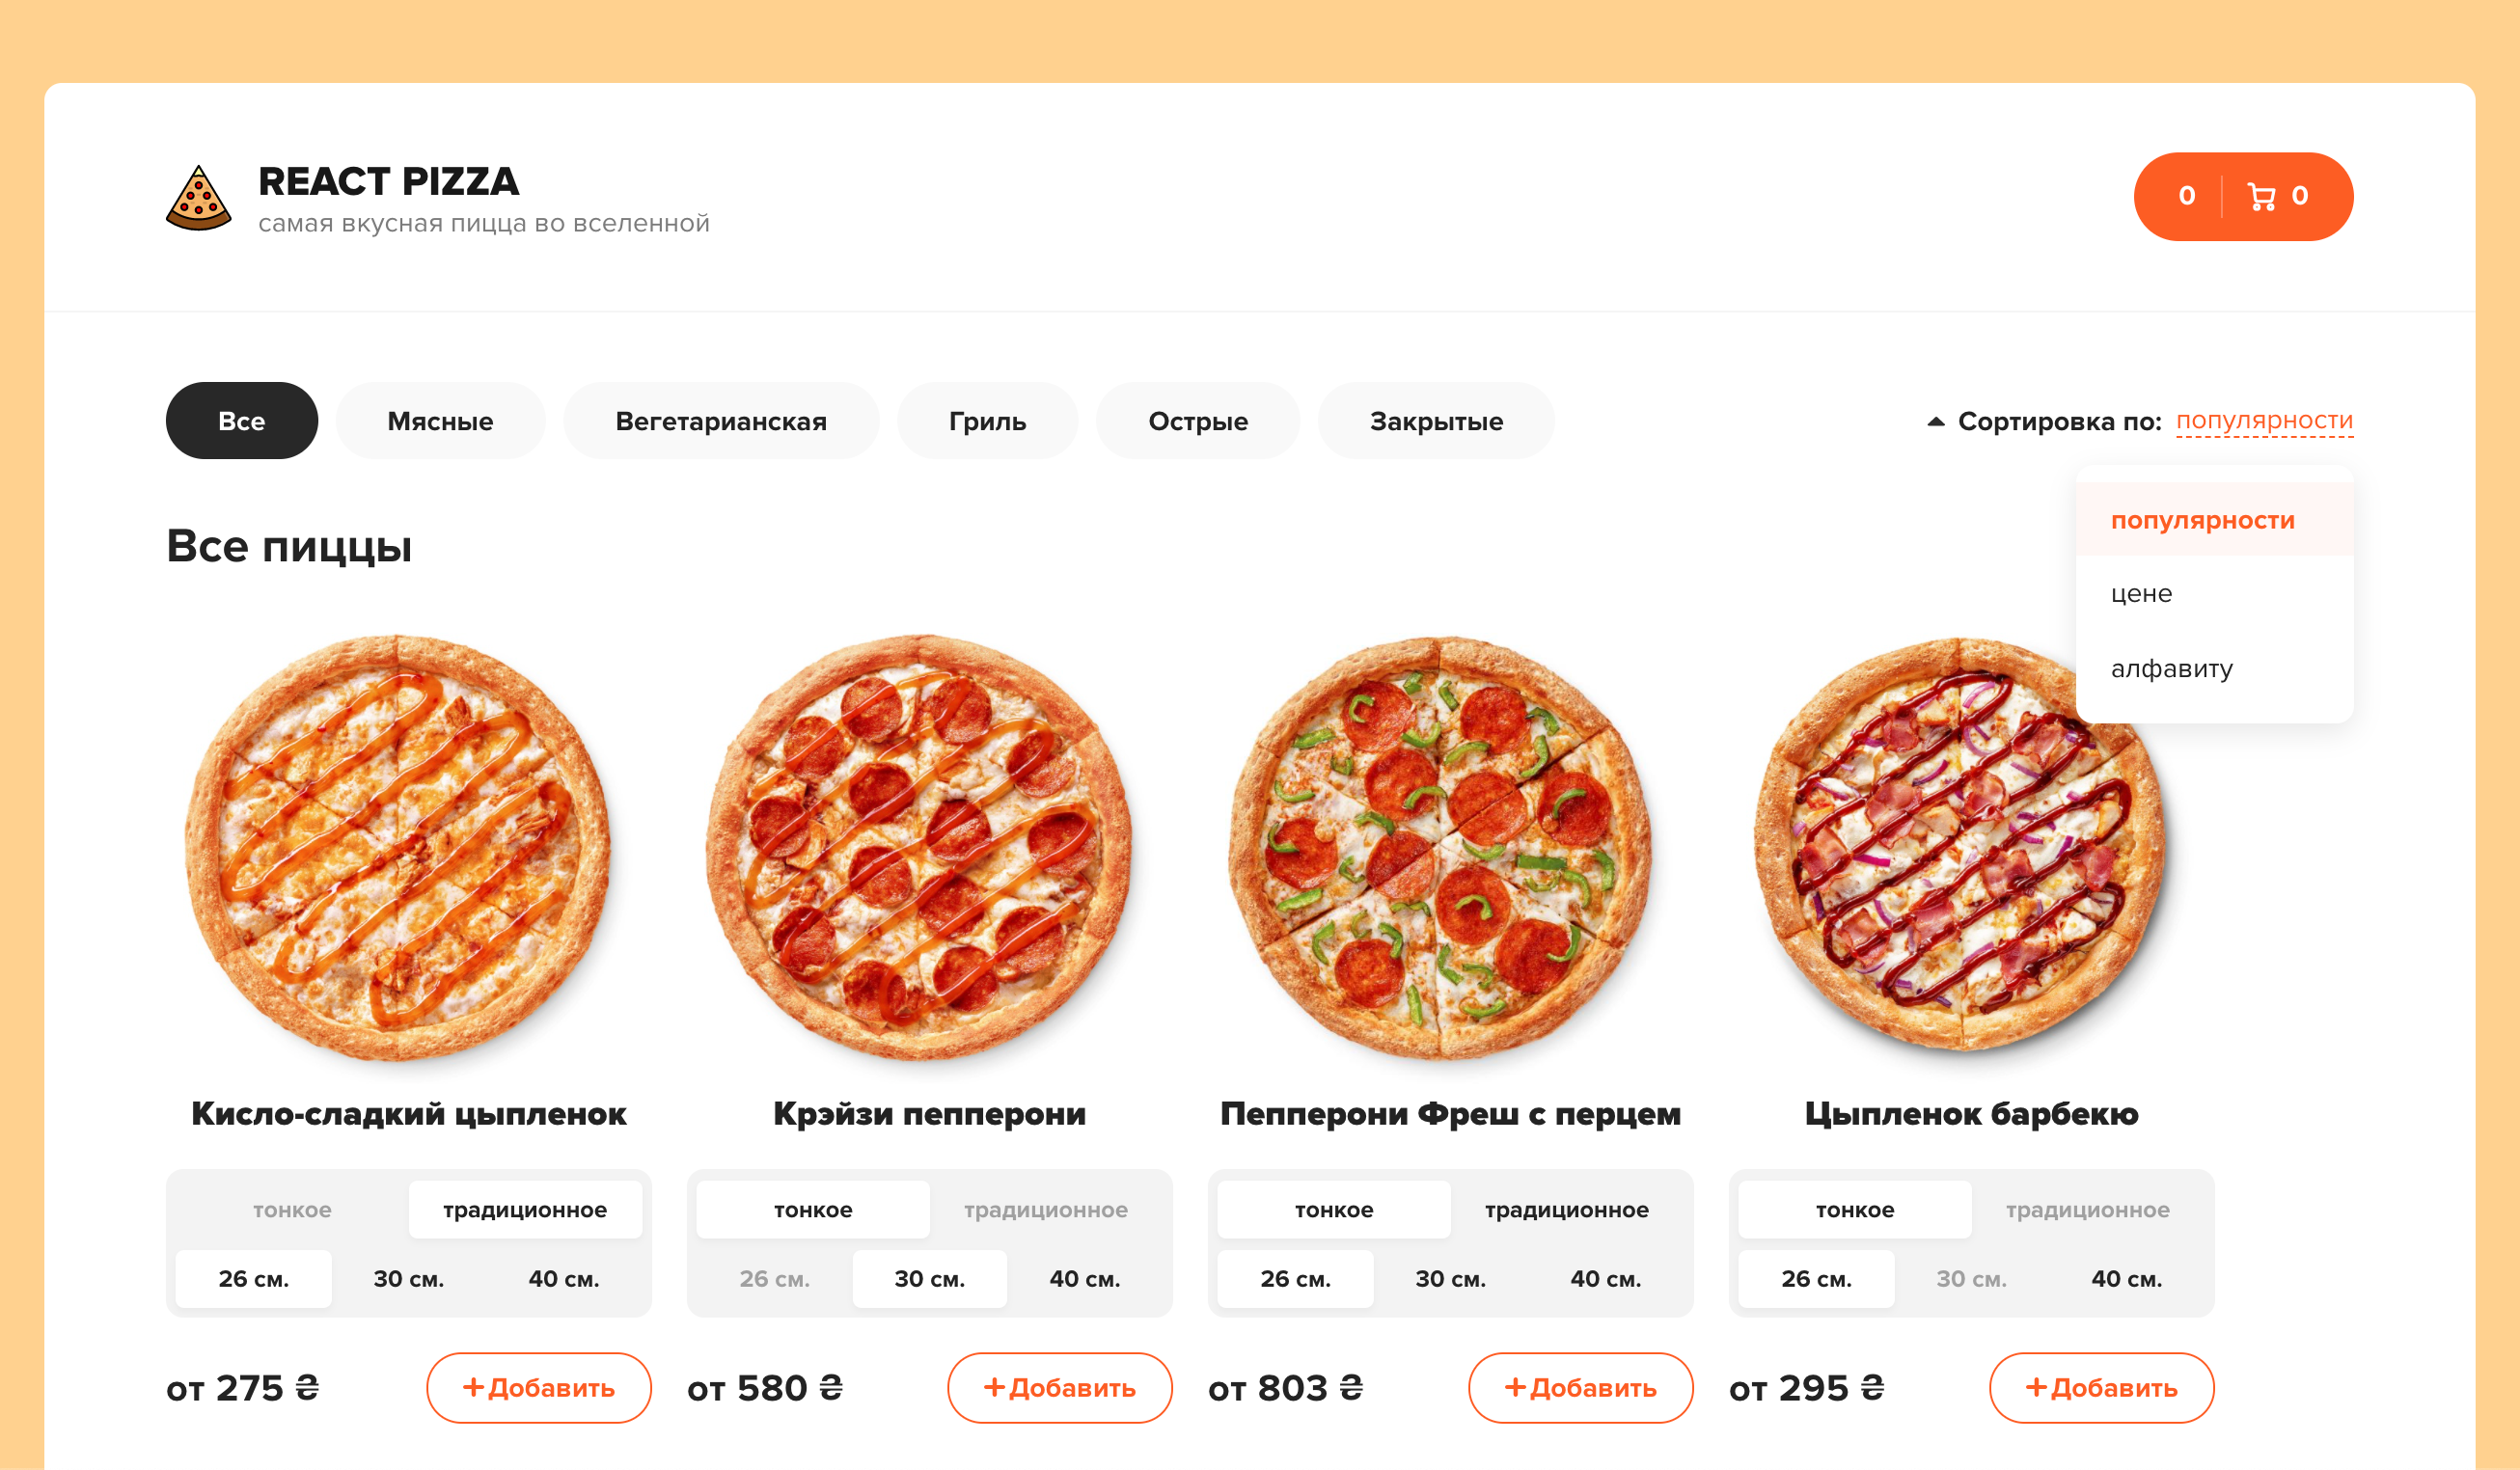 REACT PIZZA
самая вкусная пицца во вселенной
0 0
Все Мясные Вегетарианская Гриль Острые Закрытые Сортировка по: популярности
популярности
цене
алфавиту
Все пиццы
Кисло-сладкий цыпленок
тонкое традиционное
26 см. 30 см. 40 см.
от 275 ₴ +Добавить
Крэйзи пепперони
тонкое традиционное
26 см. 30 см. 40 см.
от 580 ₴ +Добавить
Пепперони Фреш с перцем
тонкое традиционное
26 см. 30 см. 40 см.
от 803 ₴ +Добавить
Цыпленок барбекю
тонкое традиционное
26 см. 30 см. 40 см.
от 295 ₴ +Добавить